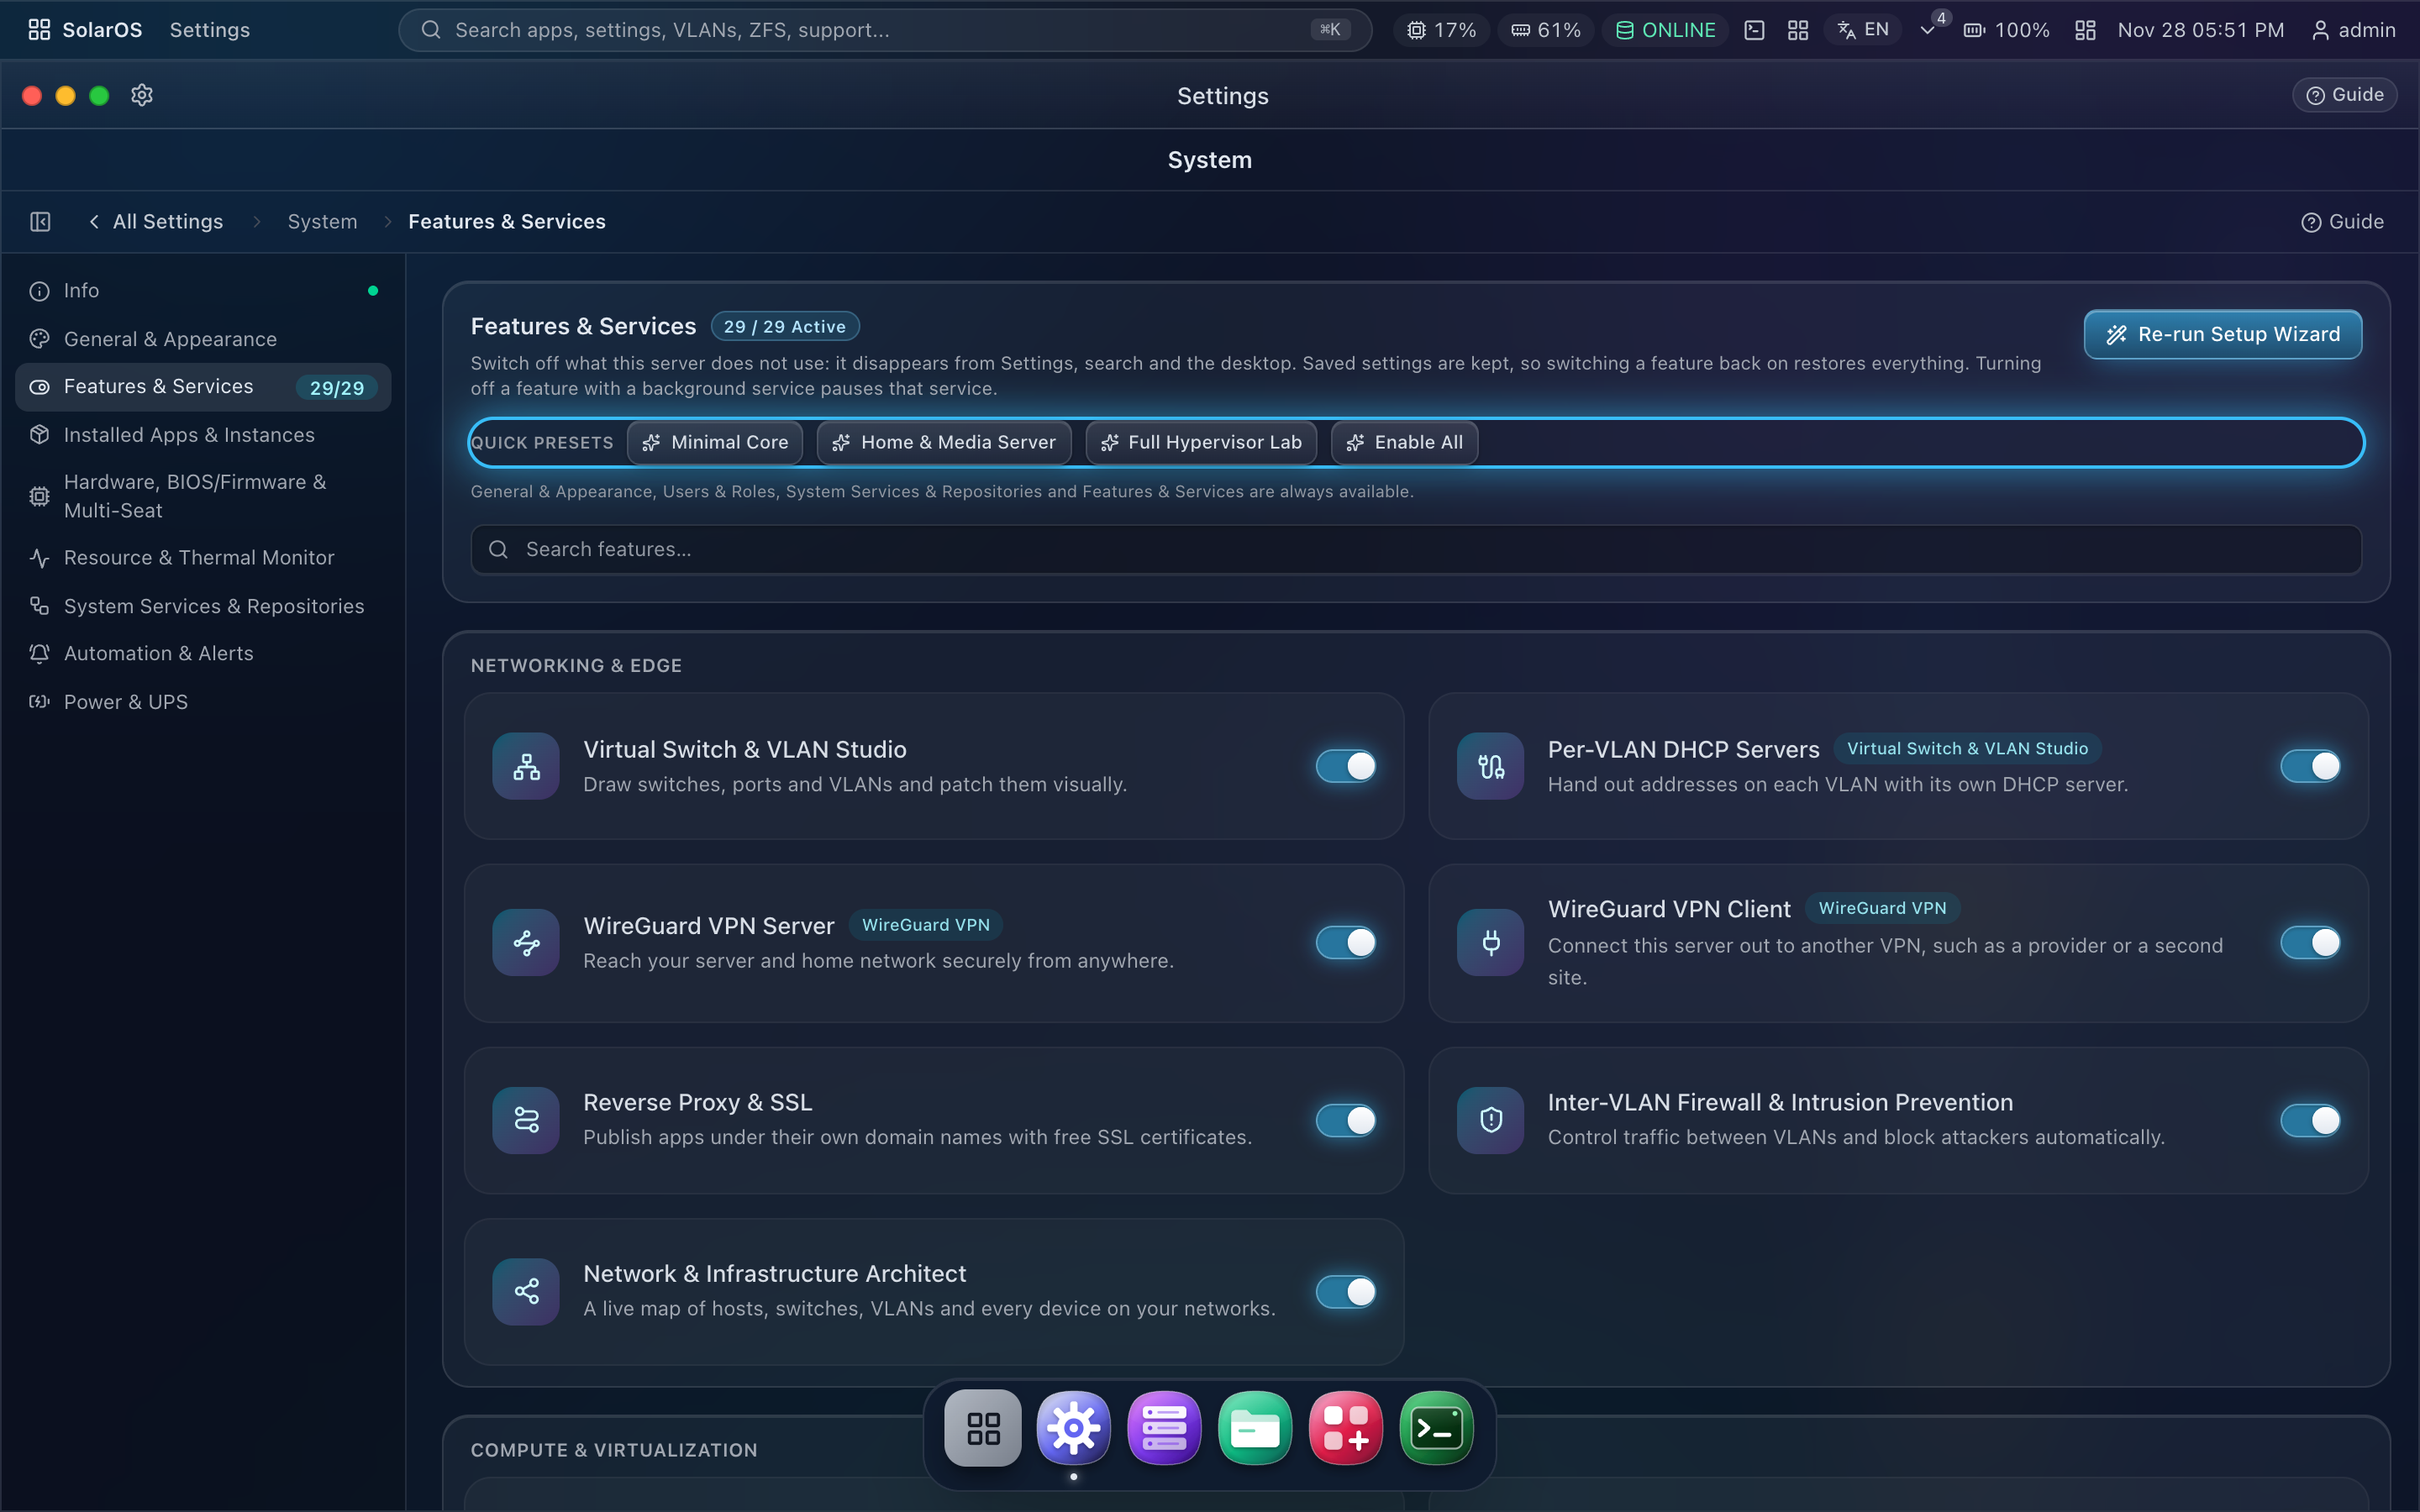 SolarOS Settings Search apps, settings, VLANs, ZFS, support... ⌘K 17% 61% ONLINE EN 4 100% Nov 28 05:51 PM admin
Settings Guide
System
All Settings System Features & Services Guide
Info
General & Appearance
Features & Services 29/29
Installed Apps & Instances
Hardware, BIOS/Firmware &
Multi-Seat
Resource & Thermal Monitor
System Services & Repositories
Automation & Alerts
Power & UPS
Features & Services 29 / 29 Active Re-run Setup Wizard
Switch off what this server does not use: it disappears from Settings, search and the desktop. Saved settings are kept, so switching a feature back on restores everything. Turning
off a feature with a background service pauses that service.
QUICK PRESETS Minimal Core Home & Media Server Full Hypervisor Lab Enable All
General & Appearance, Users & Roles, System Services & Repositories and Features & Services are always available.
Search features...
NETWORKING & EDGE
Virtual Switch & VLAN Studio
Draw switches, ports and VLANs and patch them visually.
Per-VLAN DHCP Servers Virtual Switch & VLAN Studio
Hand out addresses on each VLAN with its own DHCP server.
WireGuard VPN Server WireGuard VPN
Reach your server and home network securely from anywhere.
WireGuard VPN Client WireGuard VPN
Connect this server out to another VPN, such as a provider or a second
site.
Reverse Proxy & SSL
Publish apps under their own domain names with free SSL certificates.
Inter-VLAN Firewall & Intrusion Prevention
Control traffic between VLANs and block attackers automatically.
Network & Infrastructure Architect
A live map of hosts, switches, VLANs and every device on your networks.
COMPUTE & VIRTUALIZATION